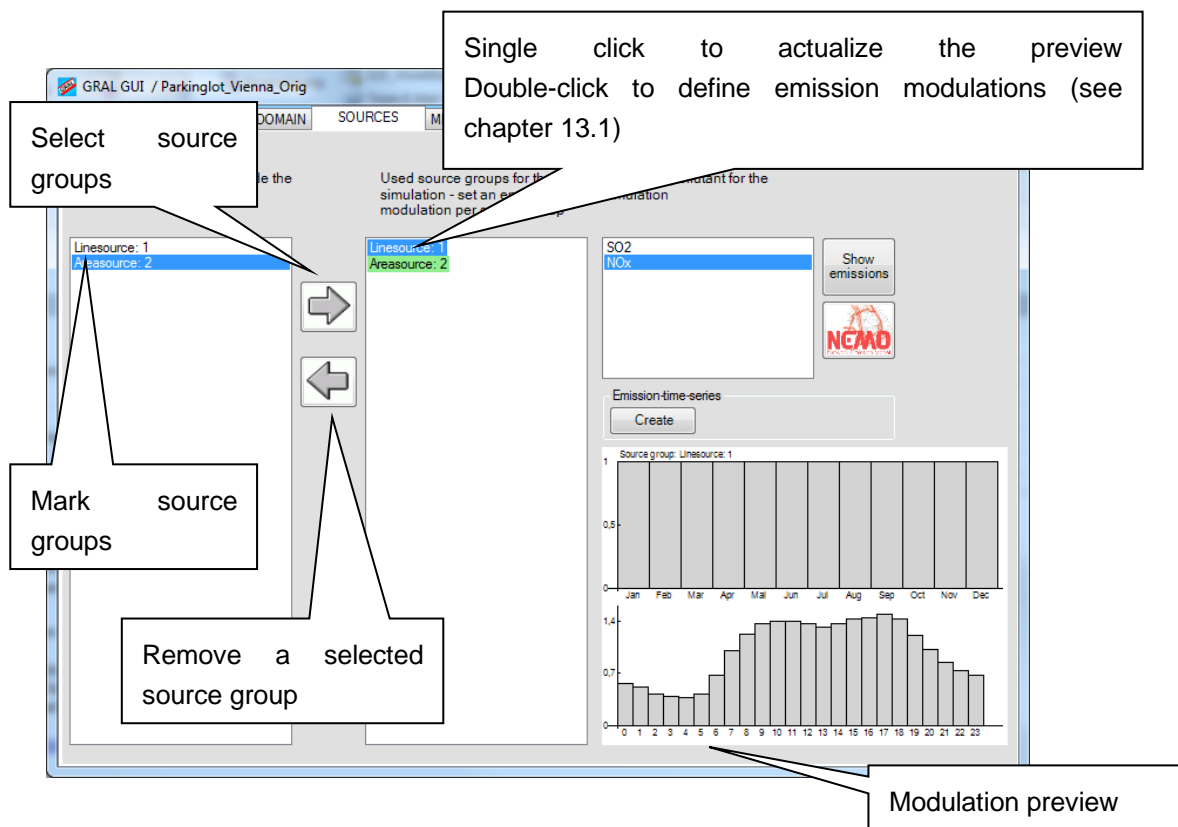 Single click to actualize the preview
Double-click to define emission modulations (see
chapter 13.1)
GRAL GUI / Parkinglot_Vienna_Orig
DOMAIN SOURCES
Select source
groups
the
Used source groups for
simulation - set an
modulation per
for the
Linesource: 1
Areasource: 2
Linesource: 1
Areasource: 2
SO2
NOx
Show
emissions
NEMO
Emission-time-series
Create
Mark source
groups
Remove a selected
source group
Source group: Linesource: 1
1
0,5
0
Jan Feb Mar Apr Mai Jun Jul Aug Sep Oct Nov Dec
1,4
0,7
0
0 1 2 3 4 5 6 7 8 9 10 11 12 13 14 15 16 17 18 19 20 21 22 23
Modulation preview